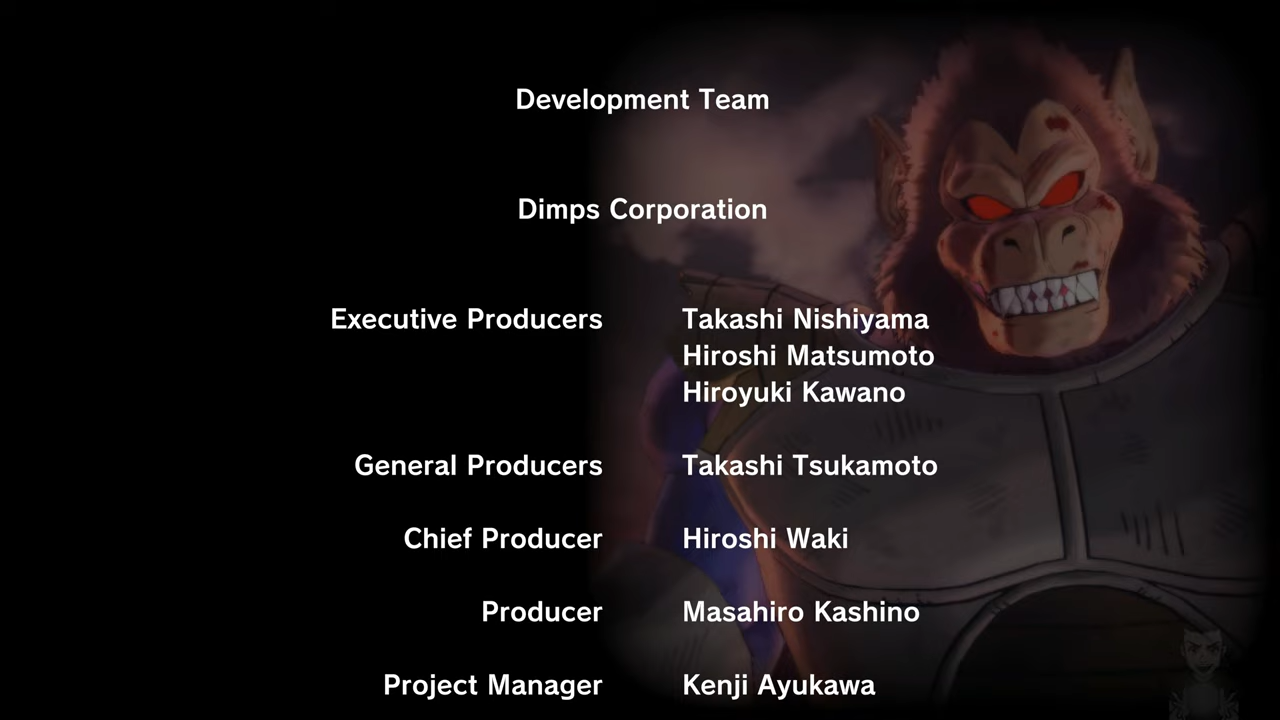 Development Team
Dimps Corporation
Executive Producers Takashi Nishiyama
Hiroshi Matsumoto
Hiroyuki Kawano
General Producers Takashi Tsukamoto
Chief Producer Hiroshi Waki
Producer Masahiro Kashino
Project Manager Kenji Ayukawa